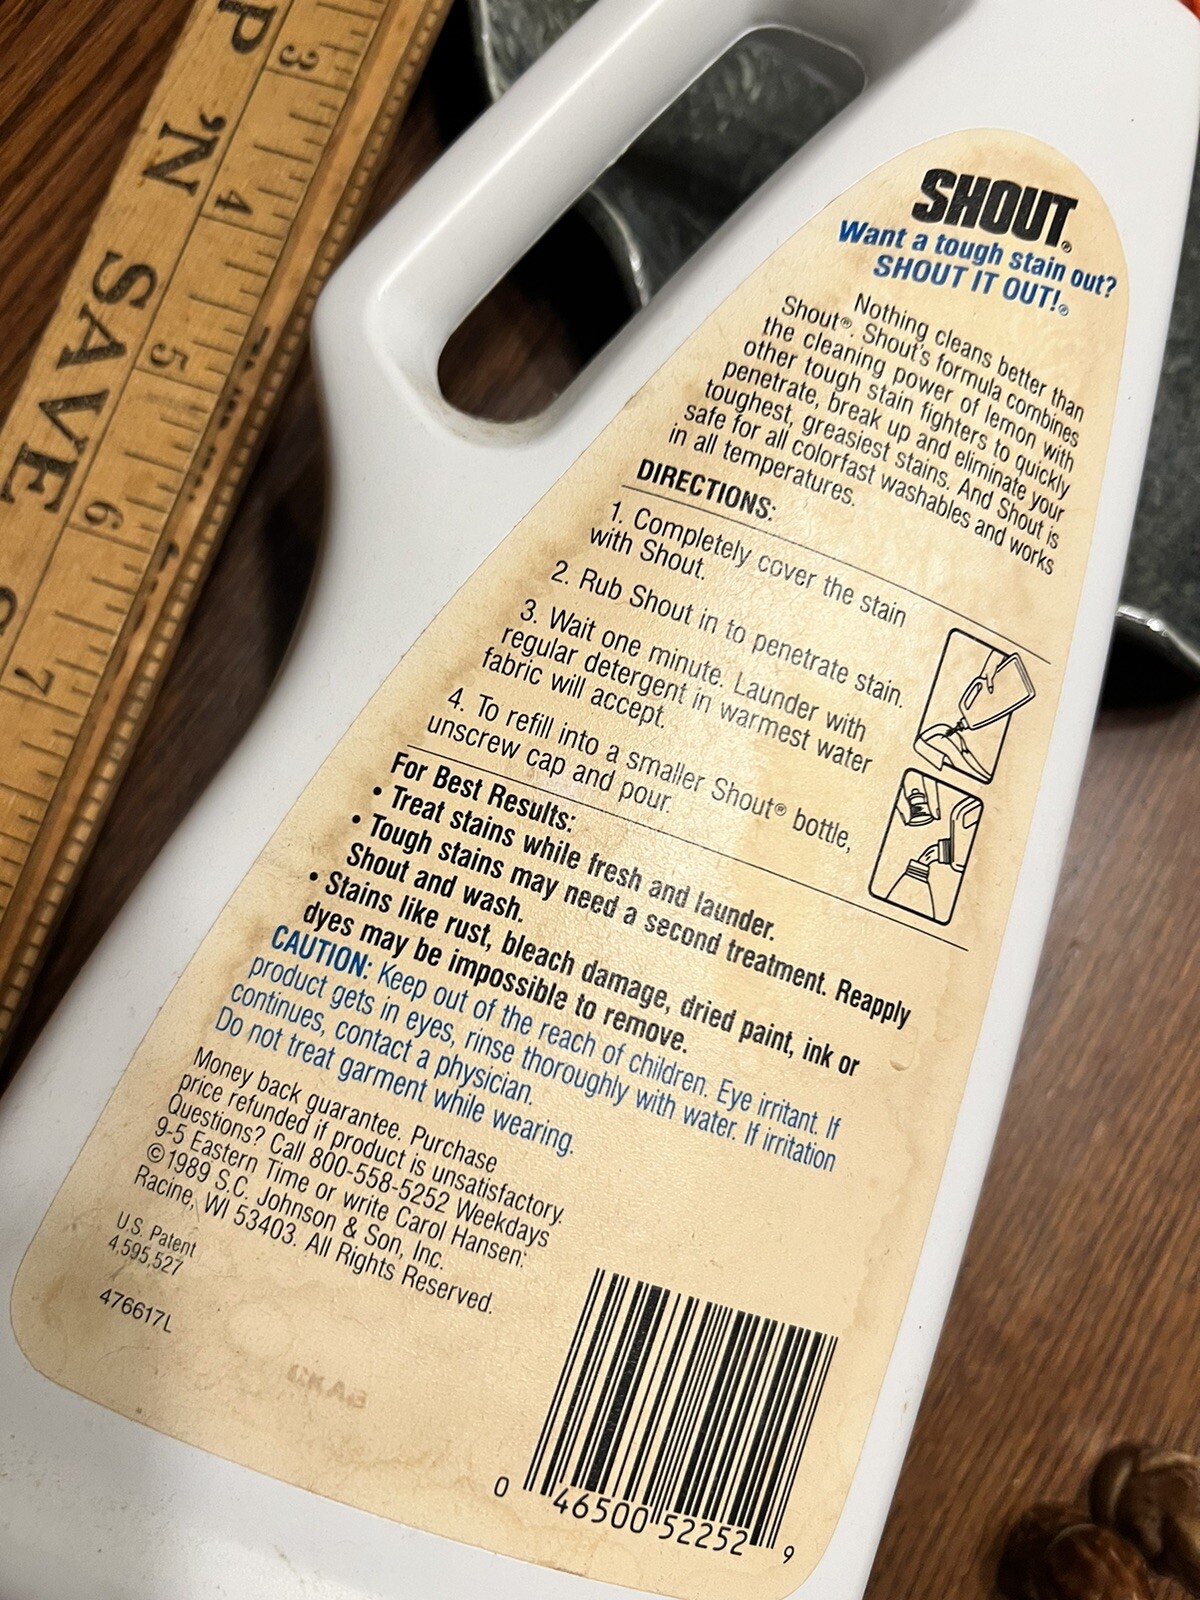 P 'N SAVE
3
4
5
6
7
SHOUT®
Want a tough stain out?
SHOUT IT OUT!®
Nothing cleans better than
Shout®. Shout's formula combines
the cleaning power of lemon with
other tough stain fighters to quickly
penetrate, break up and eliminate your
toughest, greasiest stains. And Shout is
safe for all colorfast washables and works
in all temperatures.
DIRECTIONS:
1. Completely cover the stain
with Shout.
2. Rub Shout in to penetrate stain.
3. Wait one minute. Launder with
regular detergent in warmest water
fabric will accept.
4. To refill into a smaller Shout® bottle,
unscrew cap and pour.
For Best Results:
• Treat stains while fresh and launder.
• Tough stains may need a second treatment. Reapply
Shout and wash.
• Stains like rust, bleach damage, dried paint, ink or
dyes may be impossible to remove.
CAUTION: Keep out of the reach of children. Eye irritant. If
product gets in eyes, rinse thoroughly with water. If irritation
continues, contact a physician.
Do not treat garment while wearing.
Money back guarantee. Purchase
price refunded if product is unsatisfactory.
Questions? Call 800-558-5252 Weekdays
9-5 Eastern Time or write Carol Hansen:
©1989 S.C. Johnson & Son, Inc.
Racine, WI 53403. All Rights Reserved.
U.S. Patent
4,595,527
476617L
0 46500 52252 9